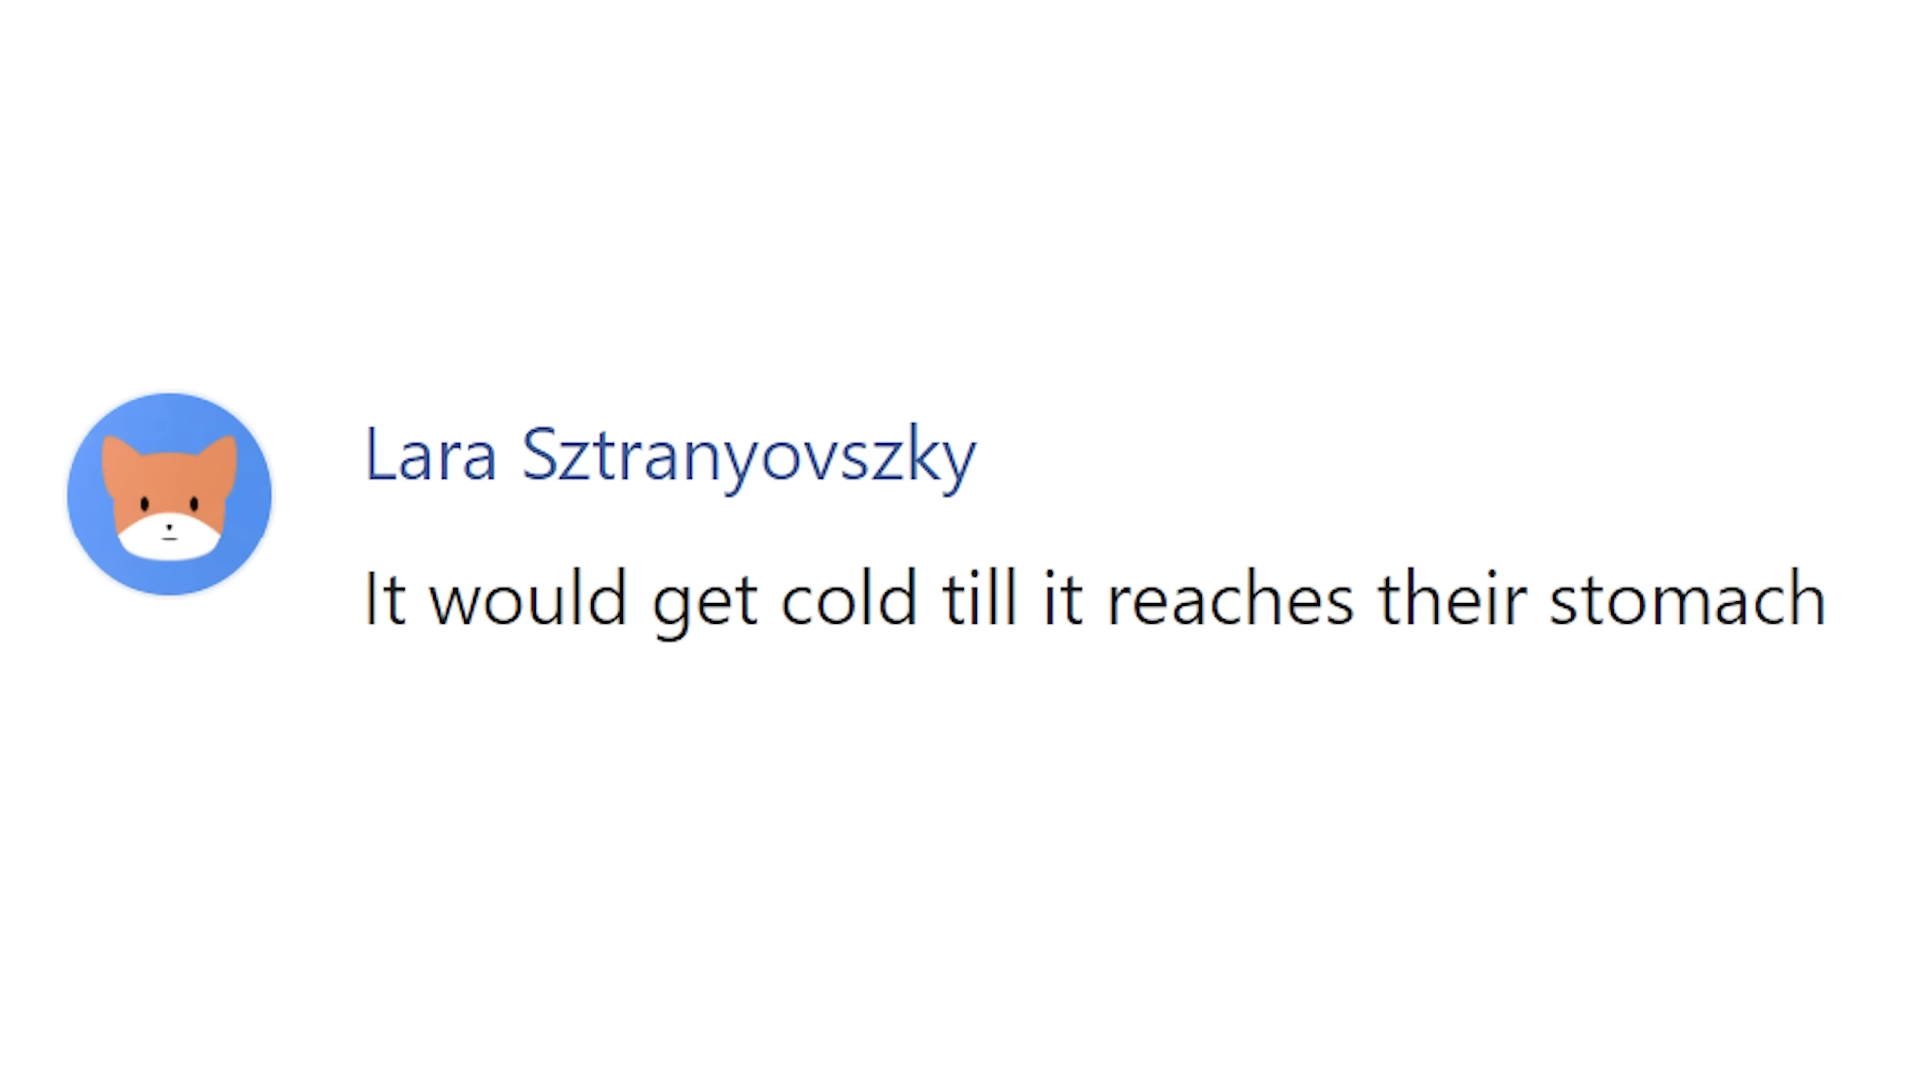 Lara Sztranyovszky
It would get cold till it reaches their stomach